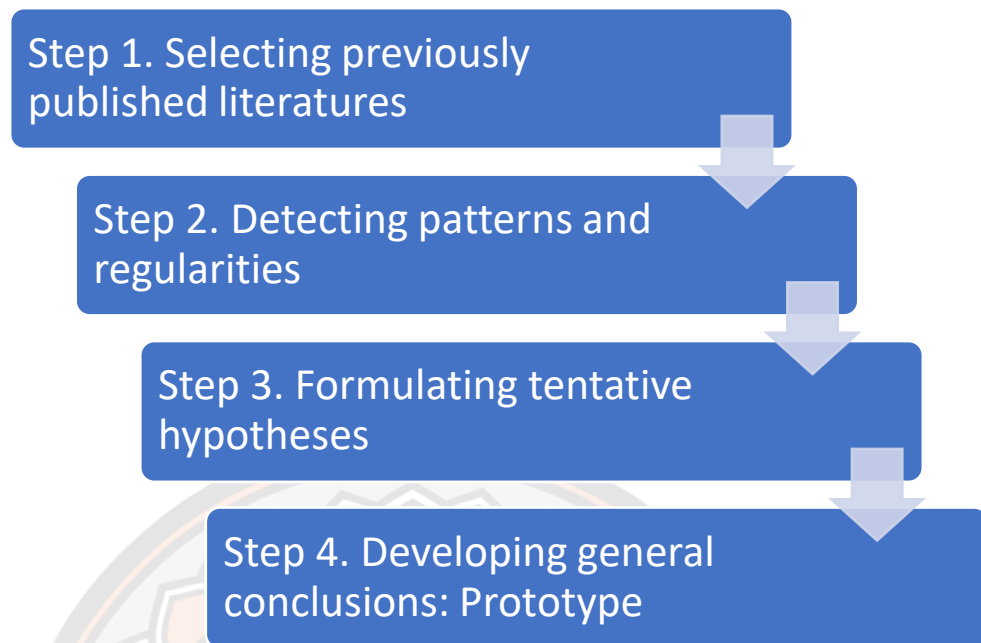 Step 1. Selecting previously
published literatures
Step 2. Detecting patterns and
regularities
Step 3. Formulating tentative
hypotheses
Step 4. Developing general
conclusions: Prototype